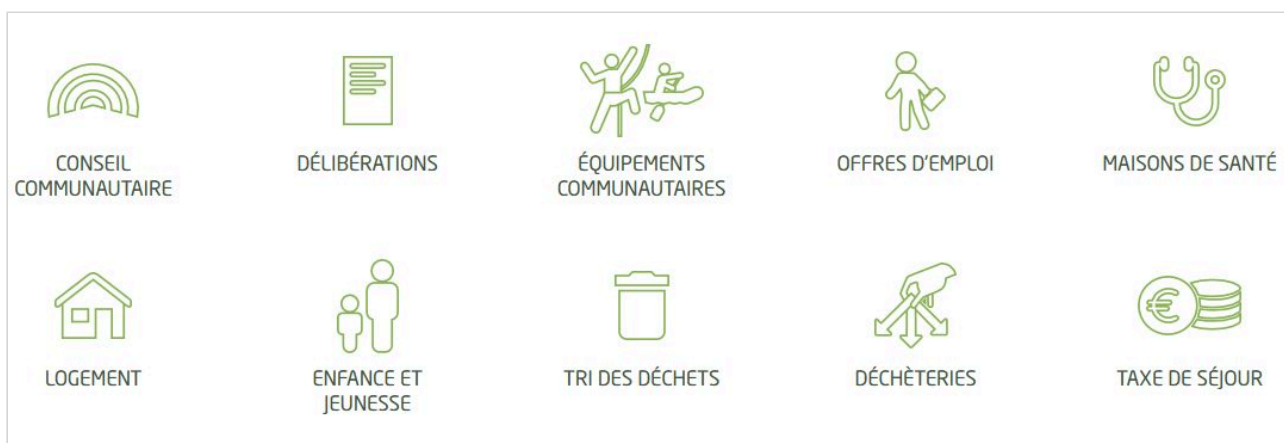 CONSEIL
COMMUNAUTAIRE
DÉLIBÉRATIONS
ÉQUIPEMENTS
COMMUNAUTAIRES
OFFRES D'EMPLOI
MAISONS DE SANTÉ
LOGEMENT
ENFANCE ET
JEUNESSE
TRI DES DÉCHETS
DÉCHÈTERIES
TAXE DE SÉJOUR
€